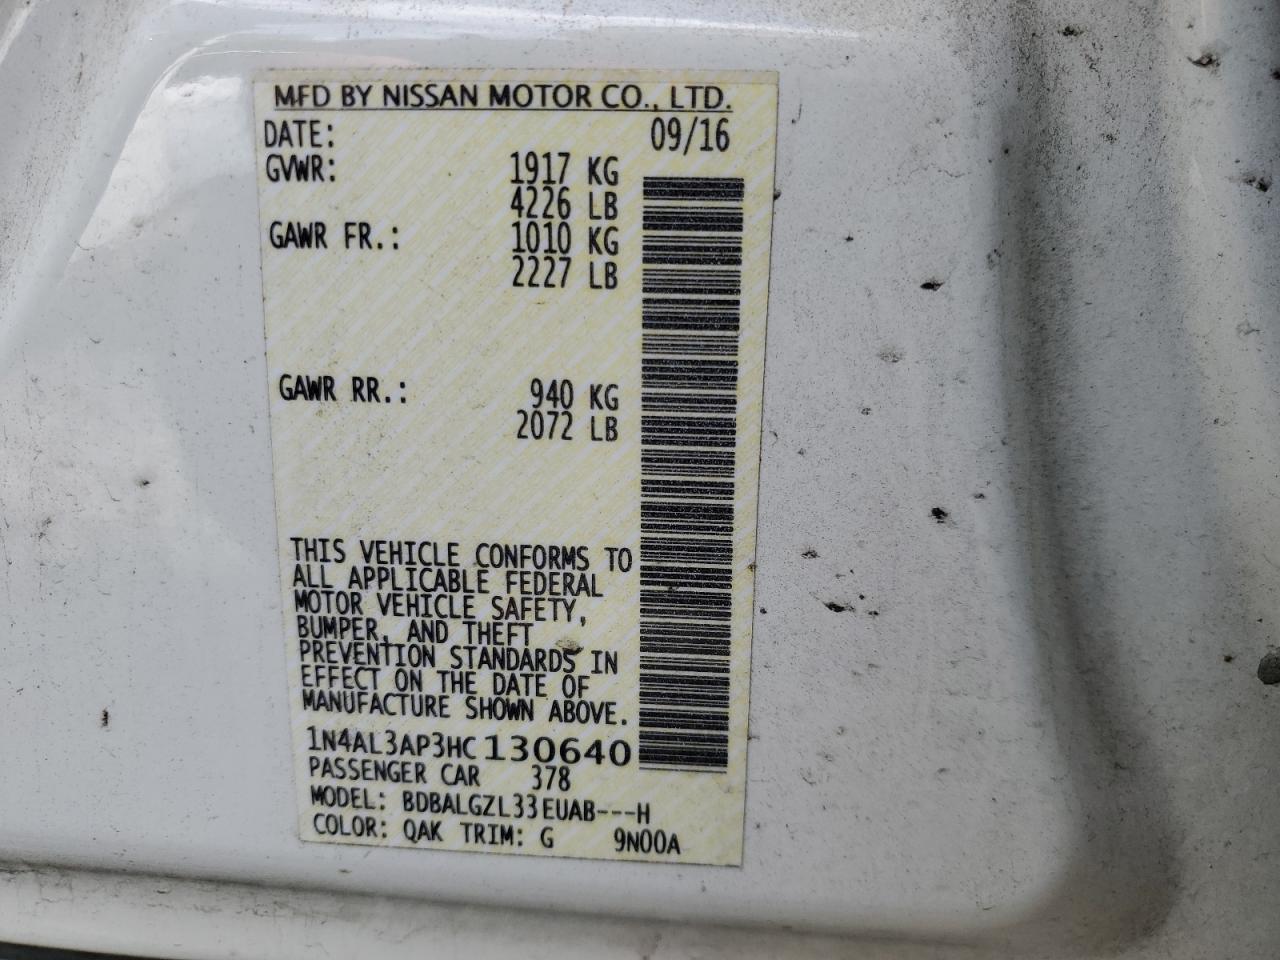 MFD BY NISSAN MOTOR CO., LTD.
DATE: 09/16
GVWR: 1917 KG
4226 LB
GAWR FR.: 1010 KG
2227 LB
GAWR RR.: 940 KG
2072 LB
THIS VEHICLE CONFORMS TO
ALL APPLICABLE FEDERAL
MOTOR VEHICLE SAFETY,
BUMPER, AND THEFT
PREVENTION STANDARDS IN
EFFECT ON THE DATE OF
MANUFACTURE SHOWN ABOVE.
1N4AL3AP3HC130640
PASSENGER CAR 378
MODEL: BDBALGZL33EUAB---H
COLOR: QAK TRIM: G 9N00A